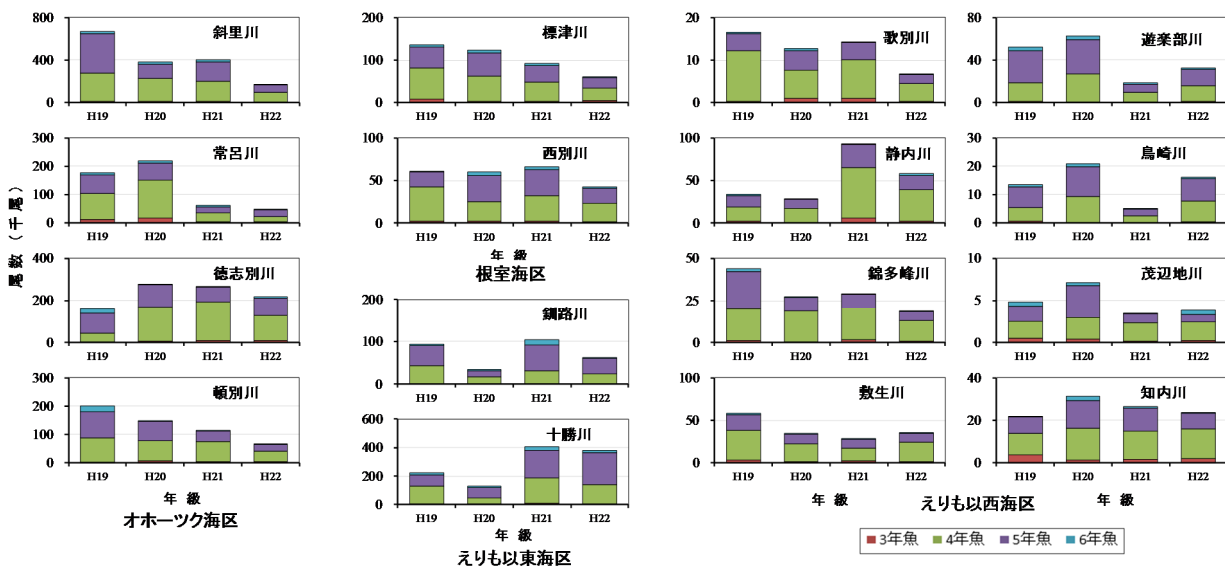 尾数（千尾）
斜里川
800
400
0
H19 H20 H21 H22
常呂川
300
200
100
0
H19 H20 H21 H22
徳志別川
400
200
0
H19 H20 H21 H22
頓別川
300
200
100
0
H19 H20 H21 H22
年 級
オホーツク海区
標津川
200
100
0
H19 H20 H21 H22
西別川
100
50
0
H19 H20 H21 H22
年 級
根室海区
釧路川
200
100
0
H19 H20 H21 H22
十勝川
600
400
200
0
H19 H20 H21 H22
年 級
えりも以東海区
歌別川
20
10
0
H19 H20 H21 H22
静内川
100
50
0
H19 H20 H21 H22
錦多峰川
50
25
0
H19 H20 H21 H22
敷生川
100
50
0
H19 H20 H21 H22
年 級
遊楽部川
80
40
0
H19 H20 H21 H22
鳥崎川
30
20
10
0
H19 H20 H21 H22
茂辺地川
10
5
0
H19 H20 H21 H22
知内川
40
20
0
H19 H20 H21 H22
年 級
えりも以西海区
3年魚 4年魚 5年魚 6年魚